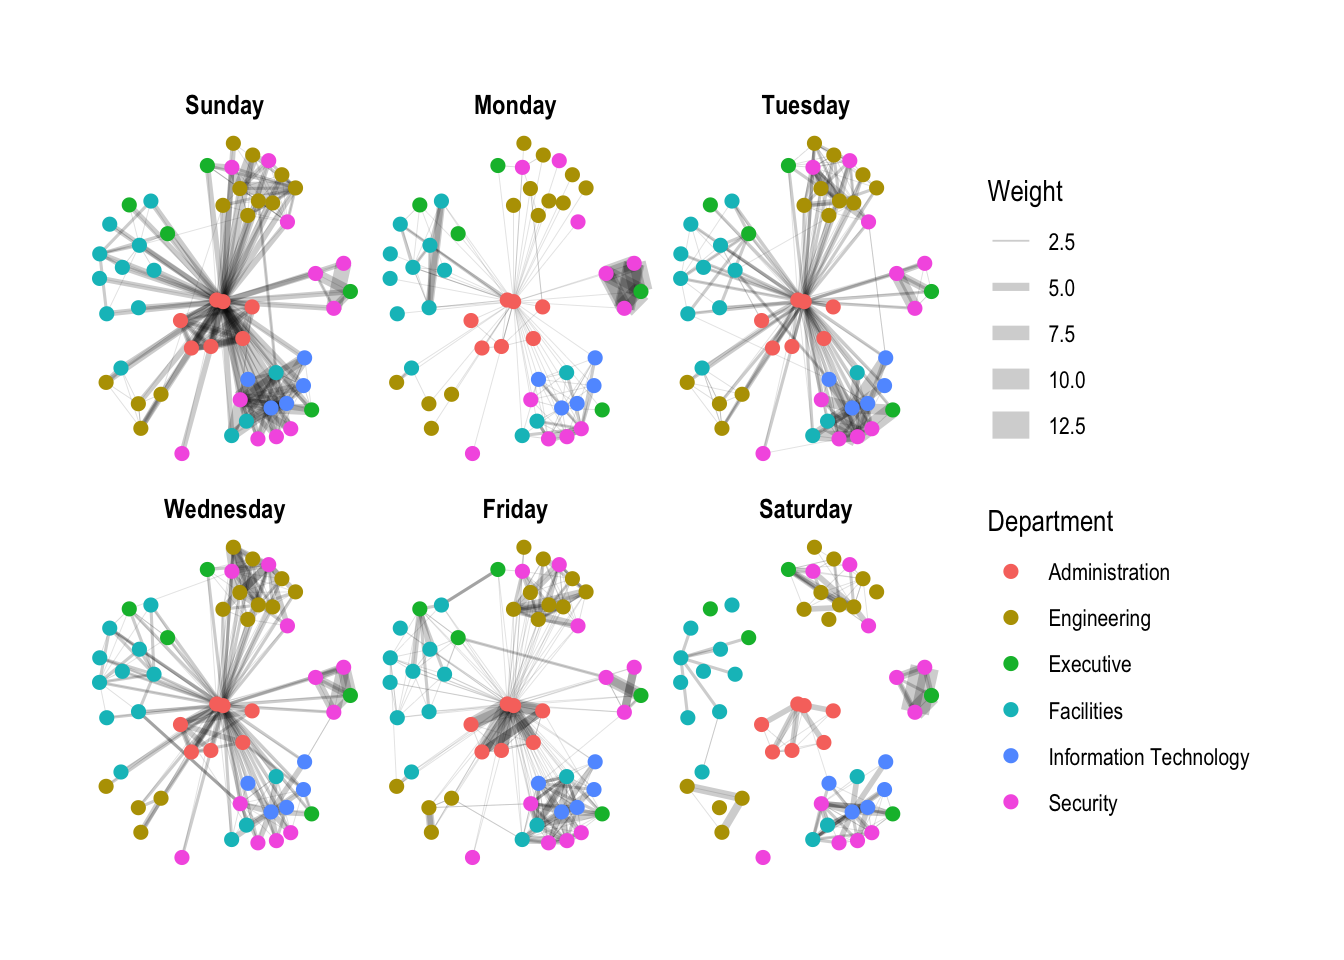 Sunday
Monday
Tuesday
Wednesday
Friday
Saturday
Weight
2.5
5.0
7.5
10.0
12.5
Department
Administration
Engineering
Executive
Facilities
Information Technology
Security